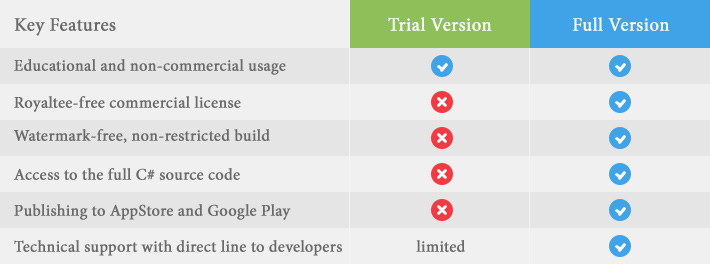 Key Features Trial Version Full Version
Educational and non-commercial usage
Royaltee-free commercial license
Watermark-free, non-restricted build
Access to the full C# source code
Publishing to AppStore and Google Play
Technical support with direct line to developers limited